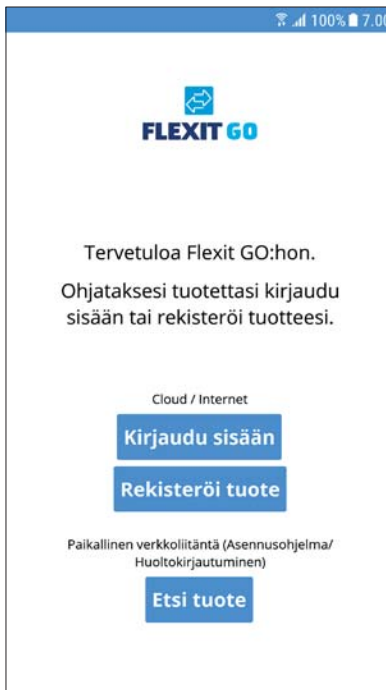 100% 7.00
FLEXIT GO
Tervetuloa Flexit GO:hon.
Ohjataksesi tuotettasi kirjaudu
sisään tai rekisteröi tuotteesi.
Cloud / Internet
Kirjaudu sisään
Rekisteröi tuote
Paikallinen verkkoliitäntä (Asennusohjelma/
Huoltokirjautuminen)
Etsi tuote